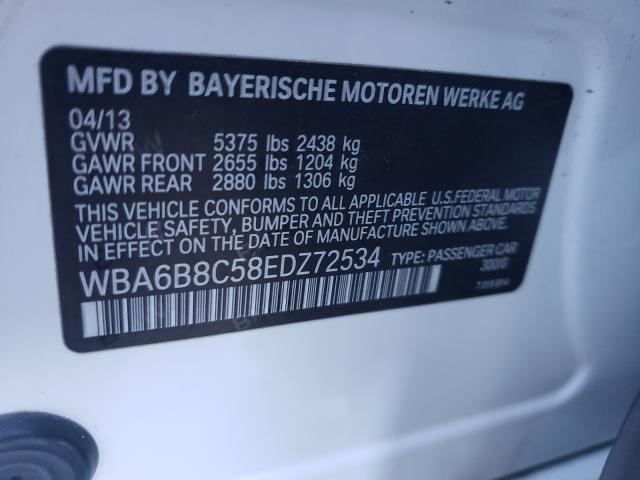 MFD BY BAYERISCHE MOTOREN WERKE AG
04/13
GVWR 5375 lbs 2438 kg
GAWR FRONT 2655 lbs 1204 kg
GAWR REAR 2880 lbs 1306 kg
THIS VEHICLE CONFORMS TO ALL APPLICABLE U.S.FEDERAL MOTOR
VEHICLE SAFETY, BUMPER AND THEFT PREVENTION STANDARDS
IN EFFECT ON THE DATE OF MANUFACTURE SHOWN ABOVE.
WBA6B8C58EDZ72534 TYPE: PASSENGER CAR